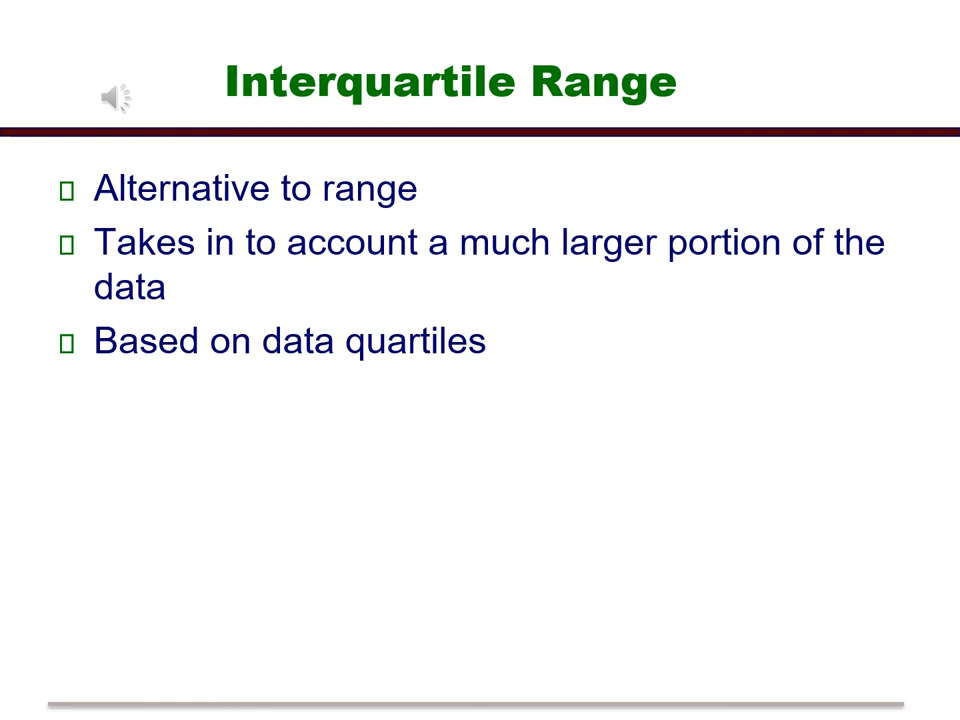 Interquartile Range
Alternative to range
Takes in to account a much larger portion of the
data
Based on data quartiles